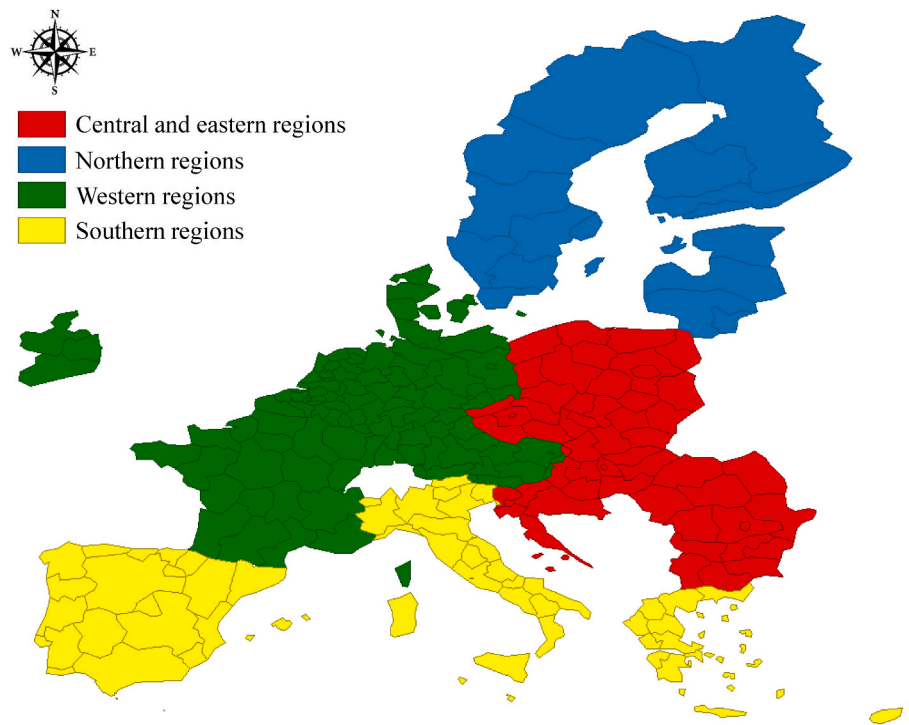 N
W E
S
Central and eastern regions
Northern regions
Western regions
Southern regions